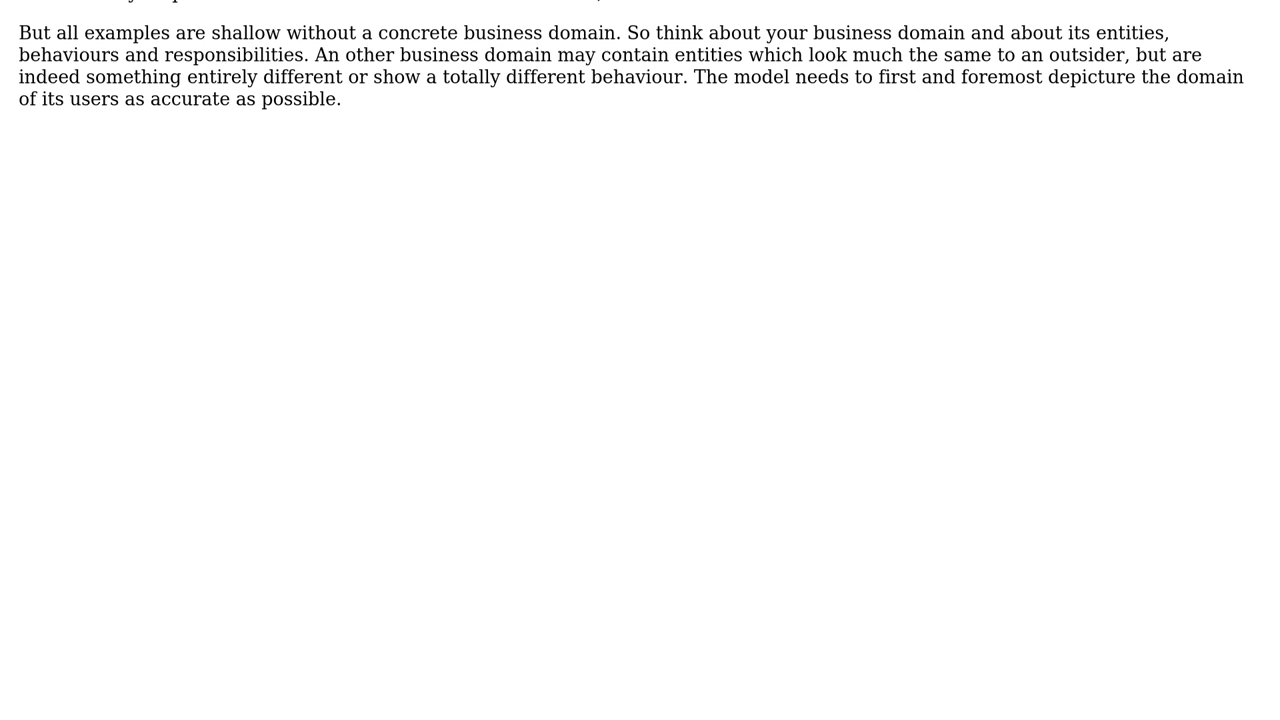 But all examples are shallow without a concrete business domain. So think about your business domain and about its entities,
behaviours and responsibilities. An other business domain may contain entities which look much the same to an outsider, but are
indeed something entirely different or show a totally different behaviour. The model needs to first and foremost depicture the domain
of its users as accurate as possible.